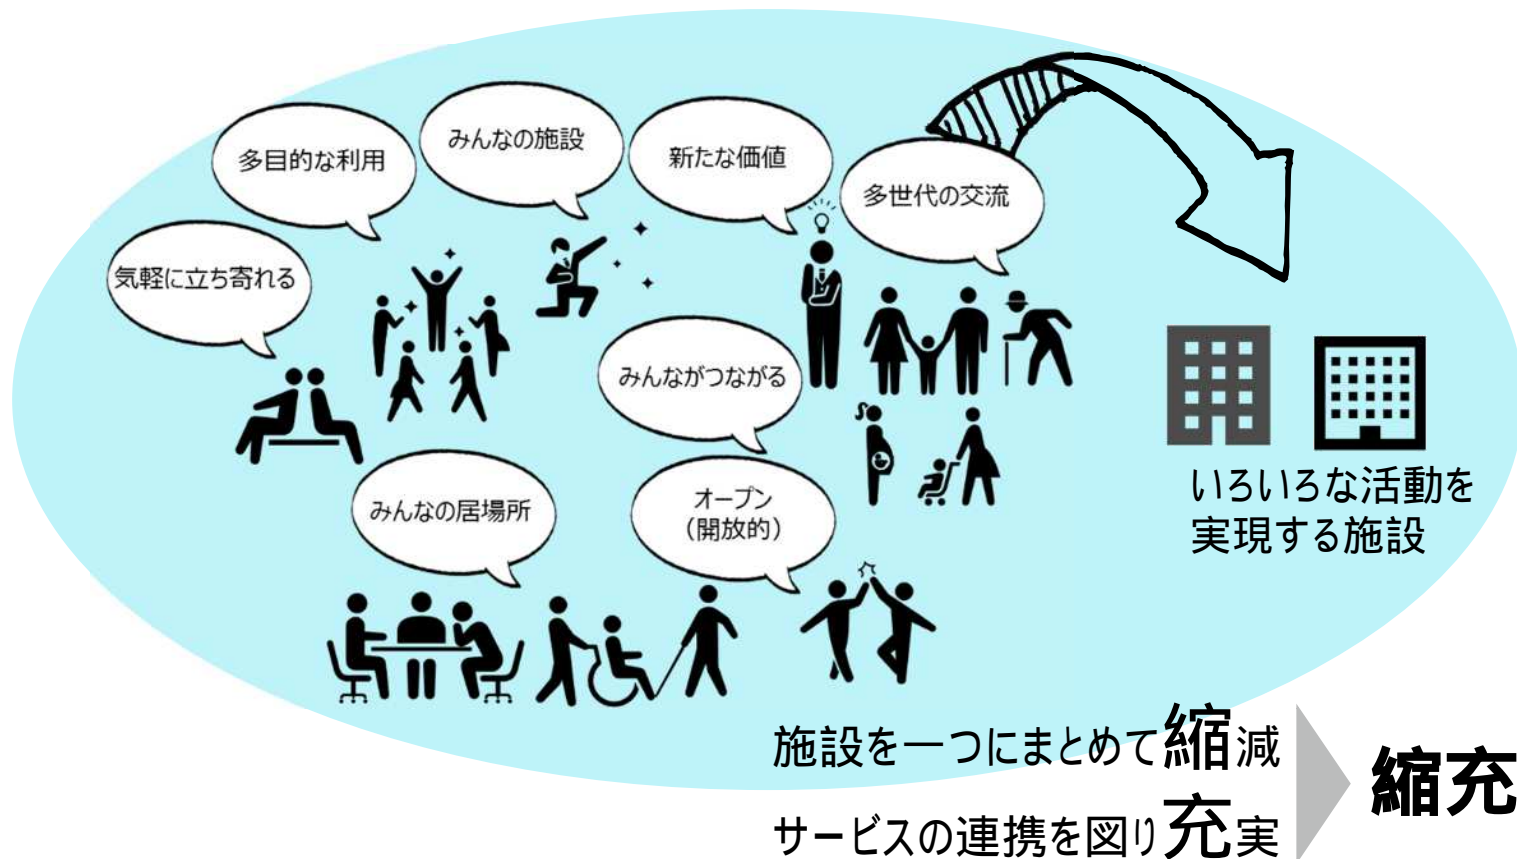 多目的な利用
みんなの施設
新たな価値
多世代の交流
気軽に立ち寄れる
みんながつながる
みんなの居場所
オープン
（開放的）
いろいろな活動を
実現する施設
施設を一つにまとめて縮減
サービスの連携を図り充実
縮充